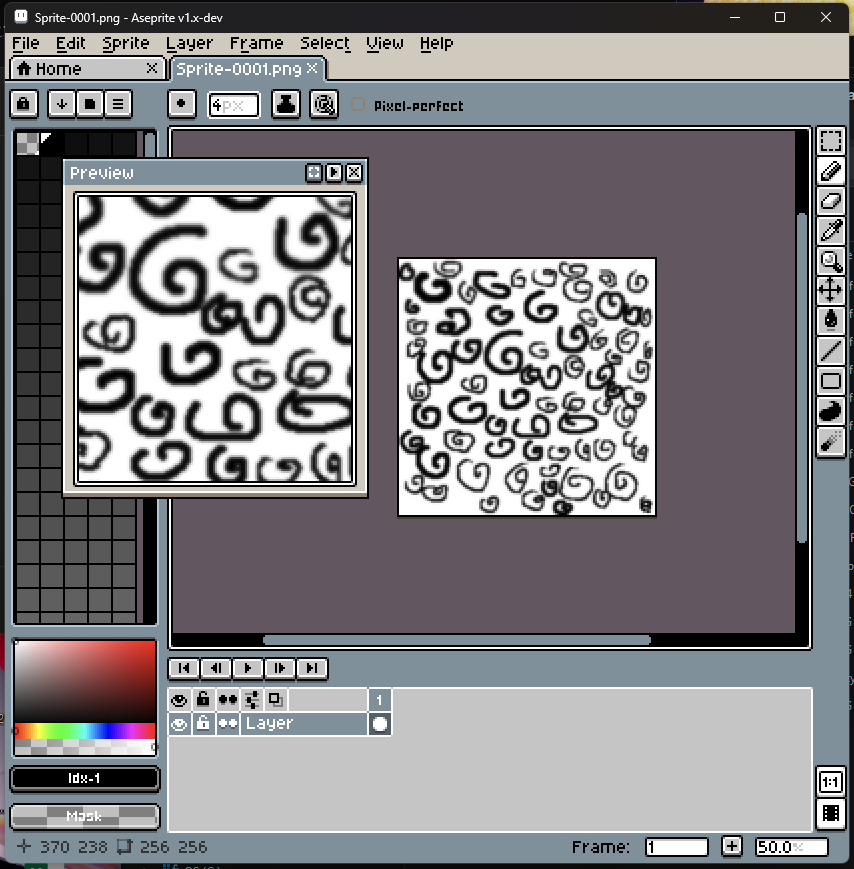 Sprite-0001.png - Aseprite v1.x-dev
File Edit Sprite Layer Frame Select View Help
Home Sprite-0001.png
4px Pixel-perfect
Preview
1
Layer
Idx-1
Mask
1:1
370 238 256 256 Frame: 1 50.0%